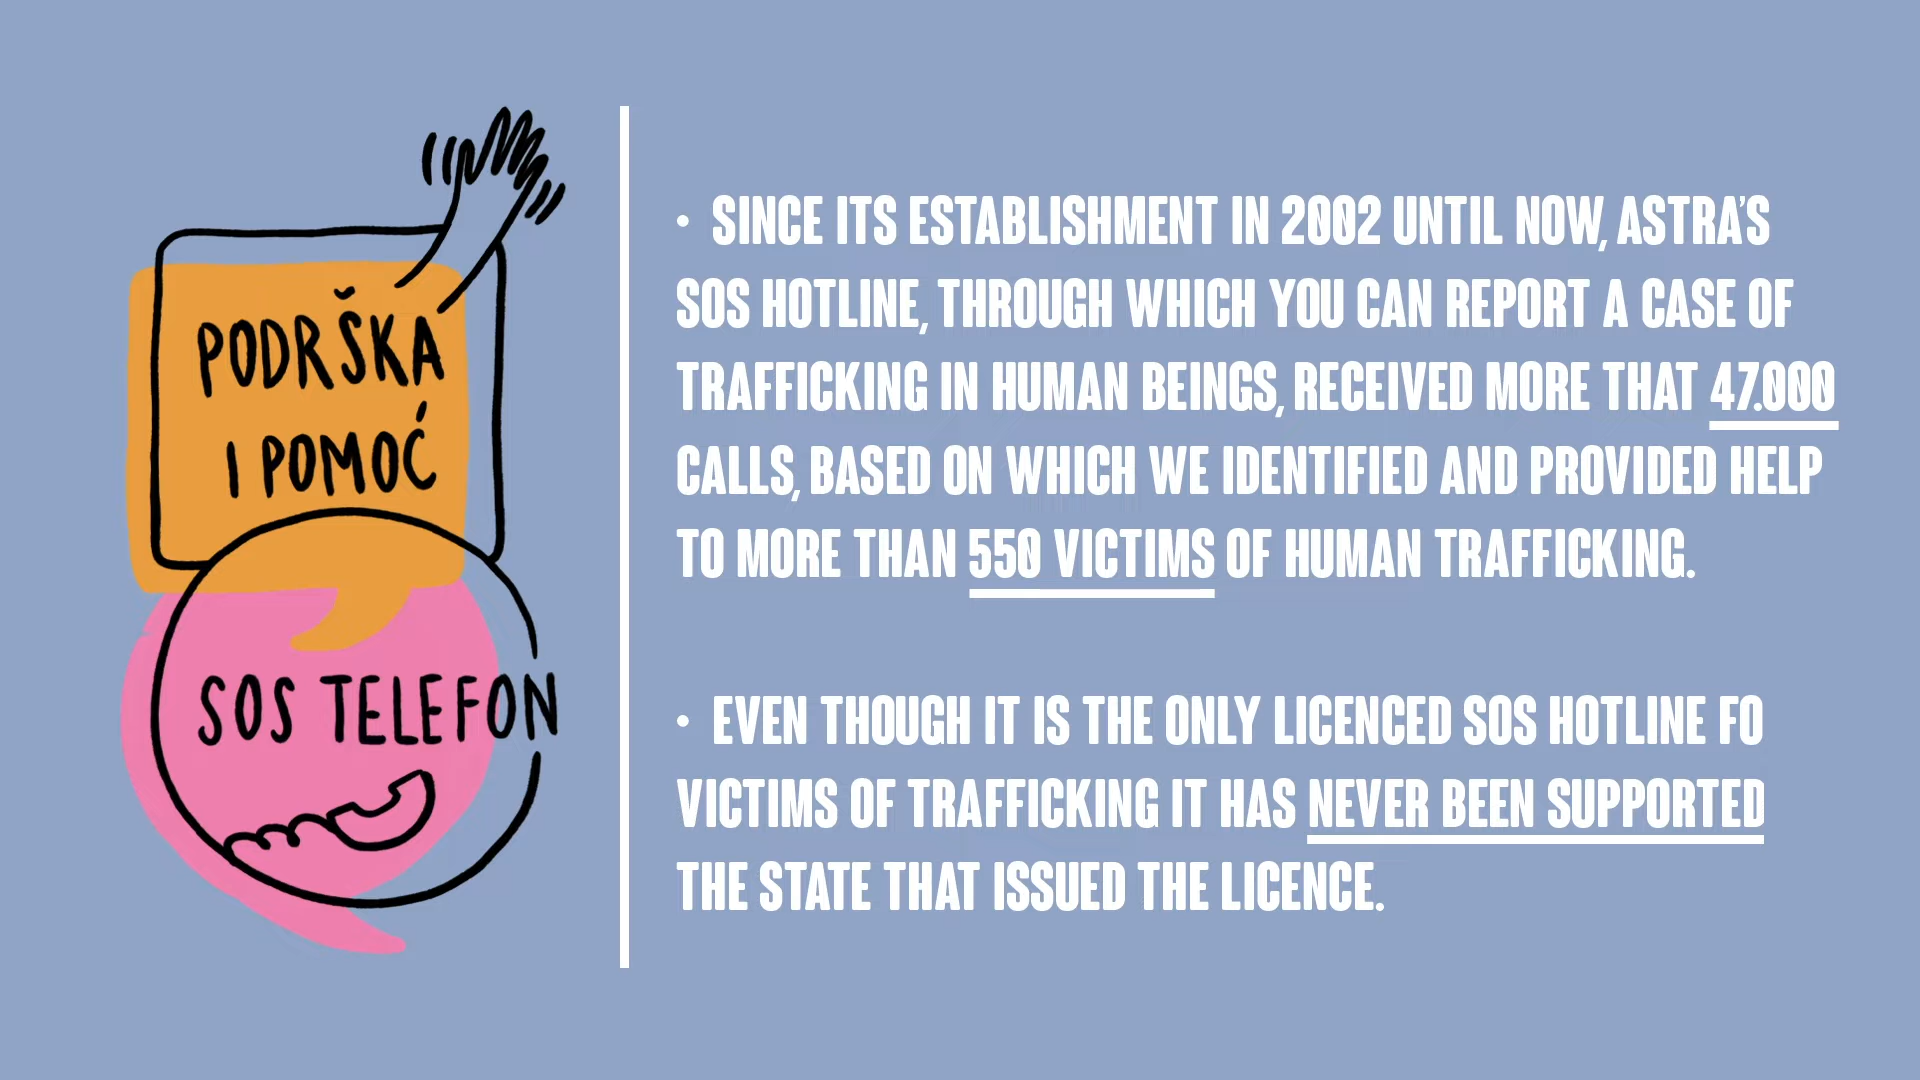 PODRŠKA
I POMOĆ
SOS TELEFON
• SINCE ITS ESTABLISHMENT IN 2002 UNTIL NOW, ASTRA'S
SOS HOTLINE, THROUGH WHICH YOU CAN REPORT A CASE OF
TRAFFICKING IN HUMAN BEINGS, RECEIVED MORE THAT 47.000
CALLS, BASED ON WHICH WE IDENTIFIED AND PROVIDED HELP
TO MORE THAN 550 VICTIMS OF HUMAN TRAFFICKING.
• EVEN THOUGH IT IS THE ONLY LICENCED SOS HOTLINE FO
VICTIMS OF TRAFFICKING IT HAS NEVER BEEN SUPPORTED
THE STATE THAT ISSUED THE LICENCE.